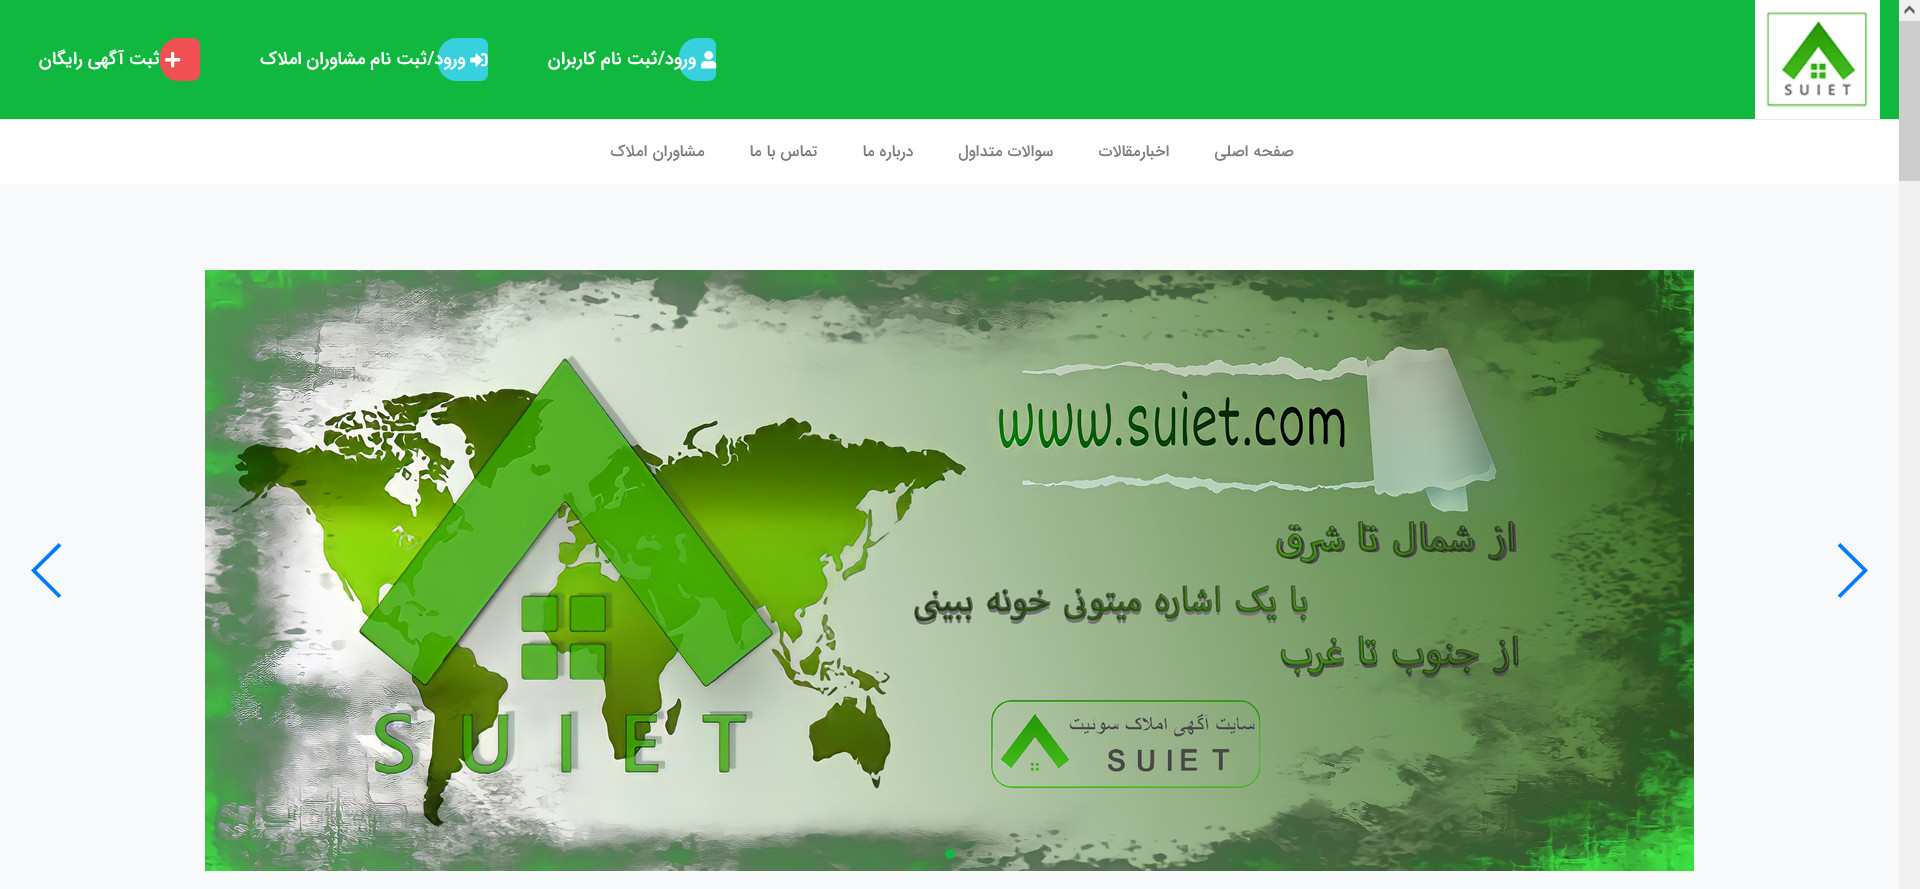 SUIET
ورود/ثبت نام کاربران
ورود/ثبت نام مشاوران املاک
ثبت آگهی رایگان
صفحه اصلی
اخبارمقالات
سوالات متداول
درباره ما
تماس با ما
مشاوران املاک
www.suiet.com
از شمال تا شرق
با یک اشاره میتونی خونه ببینی
از جنوب تا غرب
سایت آگهی املاک سوئیت
SUIET
SUIET